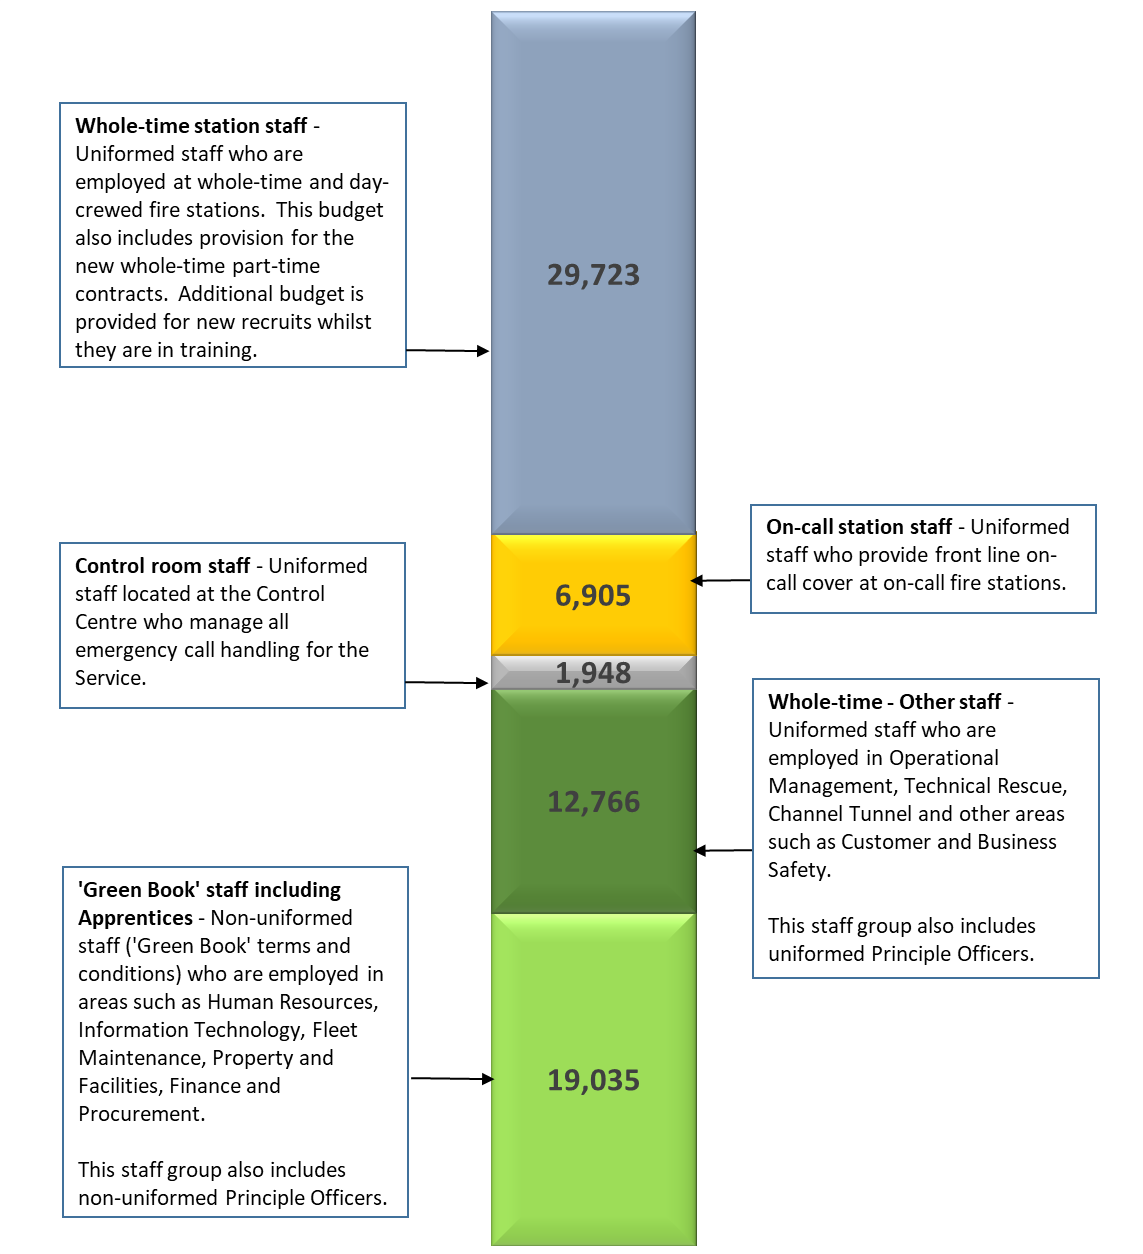 Whole-time station staff -
Uniformed staff who are
employed at whole-time and day-
crewed fire stations.  This budget
also includes provision for the
new whole-time part-time
contracts.  Additional budget is
provided for new recruits whilst
they are in training.
29,723
On-call station staff - Uniformed
staff who provide front line on-
call cover at on-call fire stations.
6,905
Control room staff - Uniformed
staff located at the Control
Centre who manage all
emergency call handling for the
Service.
1,948
Whole-time - Other staff -
Uniformed staff who are
employed in Operational
Management, Technical Rescue,
Channel Tunnel and other areas
such as Customer and Business
Safety.
This staff group also includes
uniformed Principle Officers.
12,766
'Green Book' staff including
Apprentices - Non-uniformed
staff ('Green Book' terms and
conditions) who are employed in
areas such as Human Resources,
Information Technology, Fleet
Maintenance, Property and
Facilities, Finance and
Procurement.
This staff group also includes
non-uniformed Principle Officers.
19,035